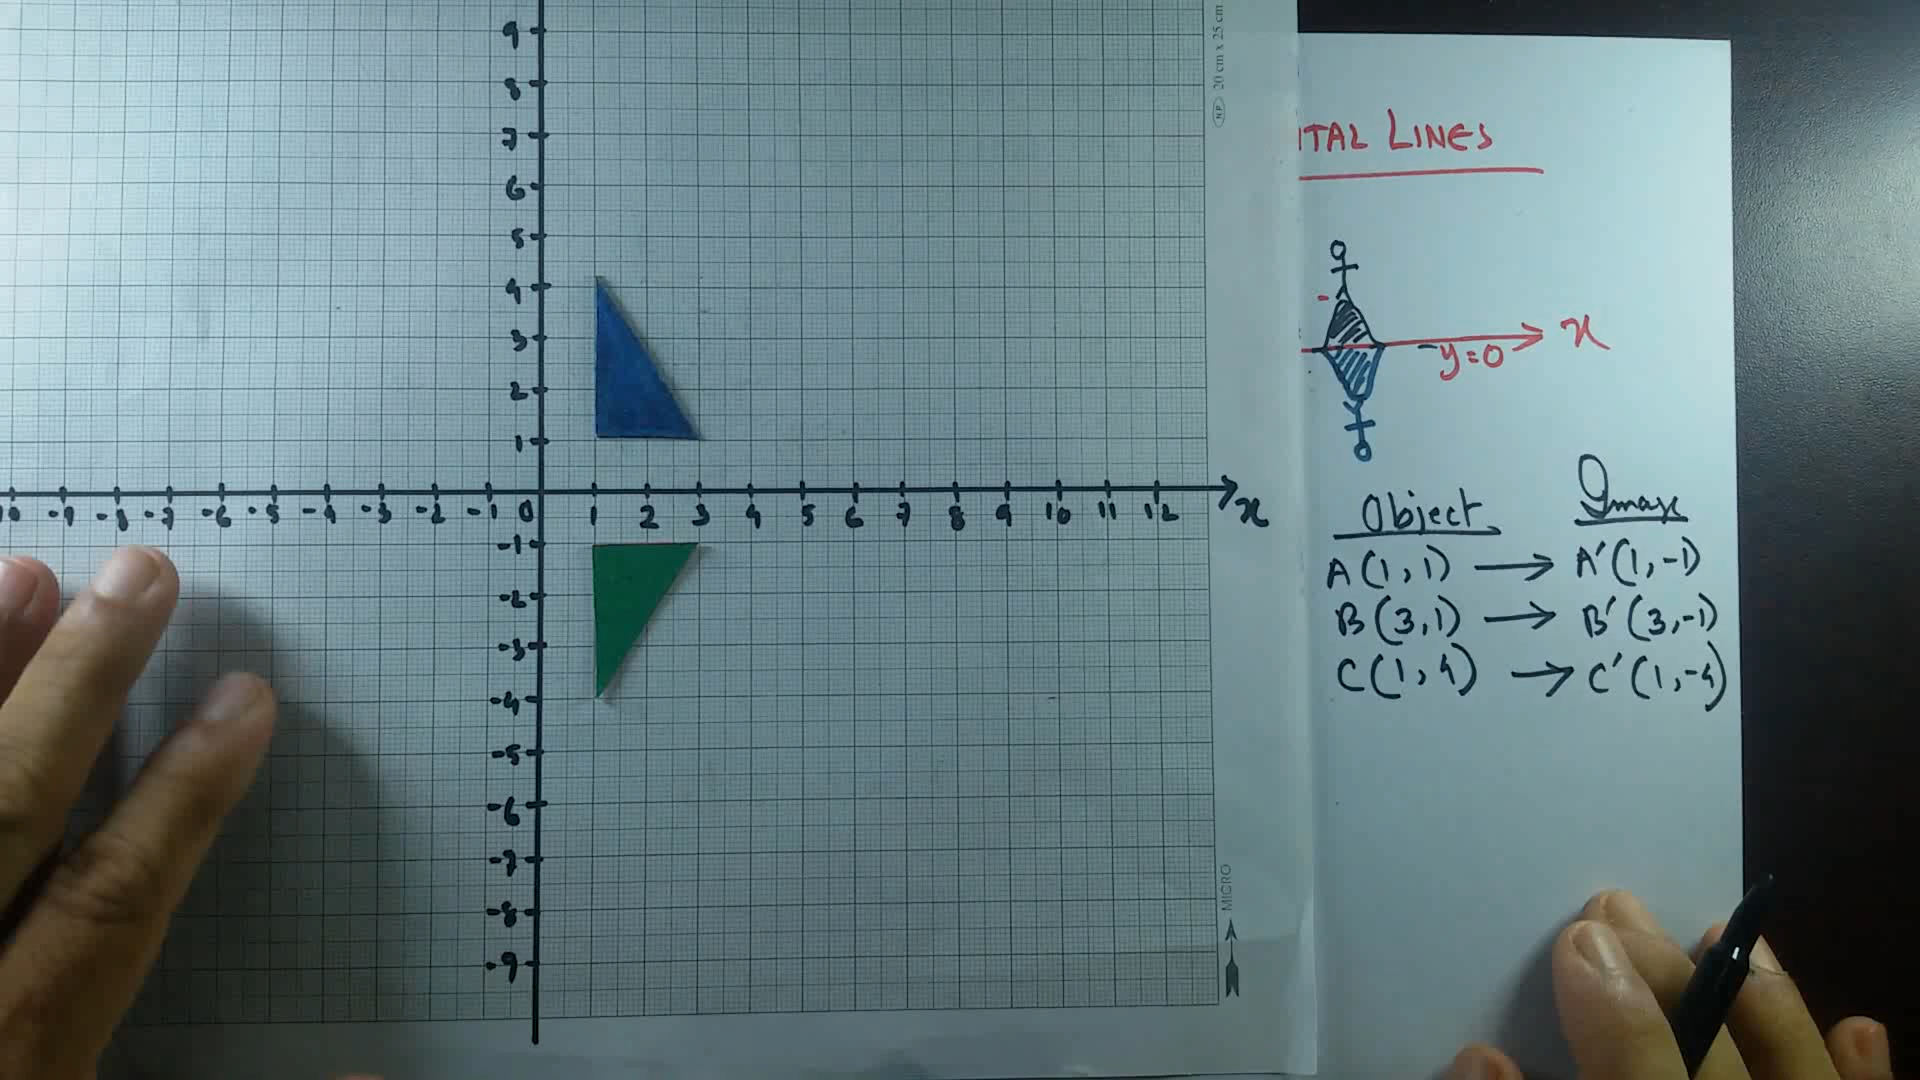 9
8
7
6
5
4
3
2
1
-9 -8 -7 -6 -5 -4 -3 -2 -1 0 1 2 3 4 5 6 7 8 9 10 11 12 x
-1
-2
-3
-4
-5
-6
-7
-8
-9
NP 20 cm x 25 cm
MICRO
ITAL LINES
x
y=0
Object Image
A(1,1) → A'(1,-1)
B(3,1) → B'(3,-1)
C(1,4) → C'(1,-4)